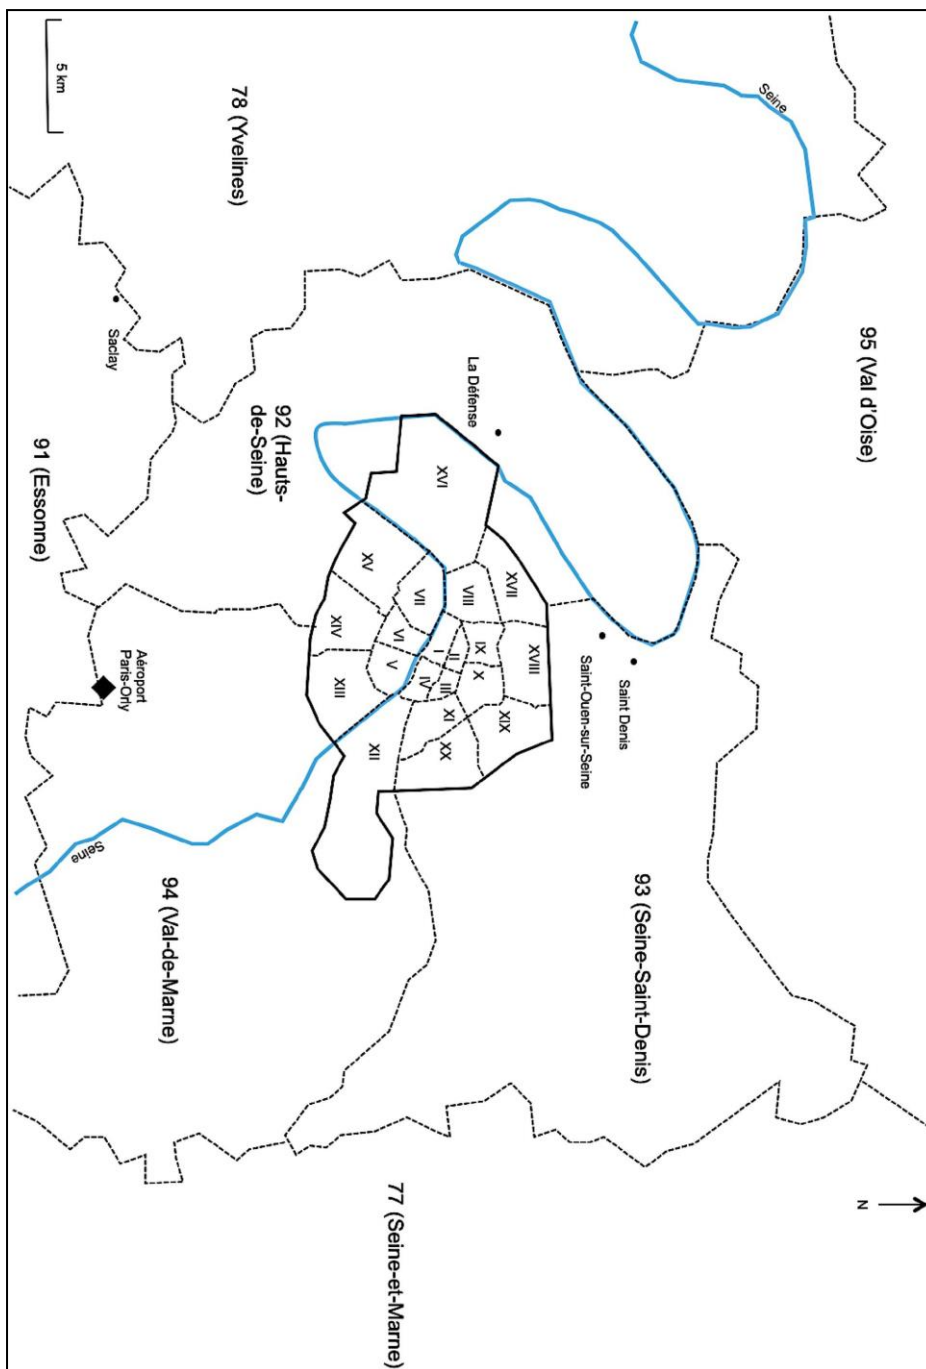 95 (Val d'Oise)
Seine
78 (Yvelines)
5 km
Saclay
La Défense
92 (Hauts-
de-Seine)
91 (Essonne)
XVI
XVII
XVIII
XV
VII
VIII
IX
X
XIX
XIV
VI
I
II
III
IV
V
XI
XX
XIII
XII
Saint Denis
Saint-Ouen-sur-Seine
Aéroport
Paris-Orly
Seine
93 (Seine-Saint-Denis)
94 (Val-de-Marne)
77 (Seine-et-Marne)
N